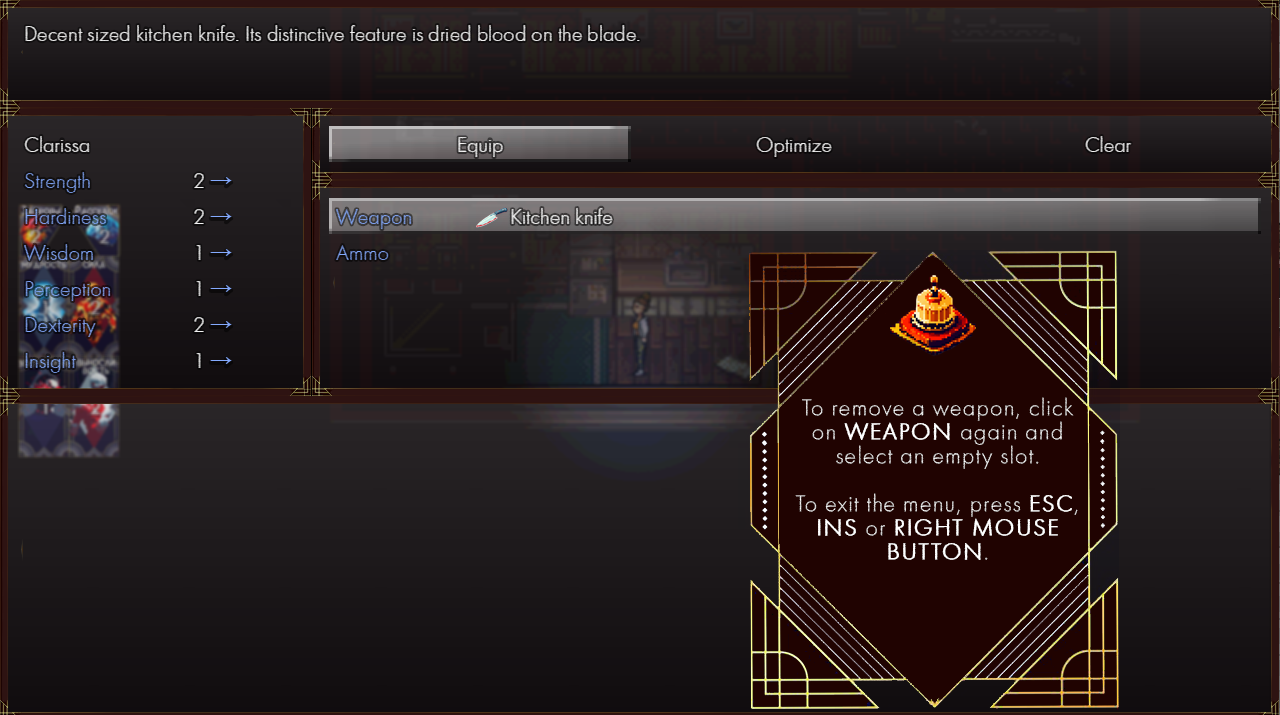 Decent sized kitchen knife. Its distinctive feature is dried blood on the blade.
Clarissa
Strength 2 →
Hardiness 2 →
Wisdom 1 →
Perception 1 →
Dexterity 2 →
Insight 1 →
Equip Optimize Clear
Weapon Kitchen knife
Ammo
To remove a weapon, click
on WEAPON again and
select an empty slot.
To exit the menu, press ESC,
INS or RIGHT MOUSE
BUTTON.